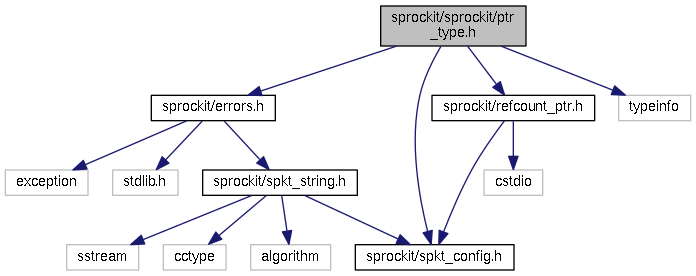 sprockit/sprockit/ptr
_type.h
sprockit/errors.h
sprockit/refcount_ptr.h
typeinfo
exception
stdlib.h
sprockit/spkt_string.h
cstdio
sstream
cctype
algorithm
sprockit/spkt_config.h